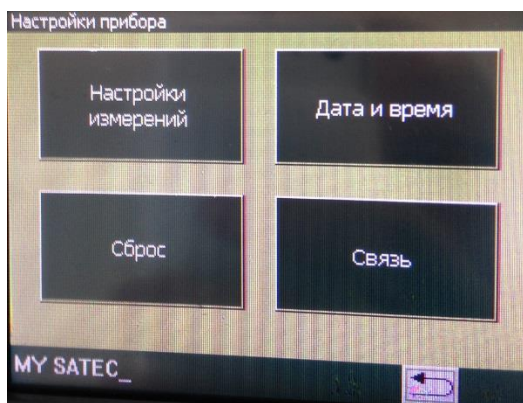 Настройки прибора
Настройки
измерений
Дата и время
Сброс
Связь
MY SATEC_